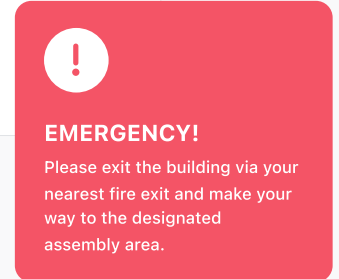 EMERGENCY!
Please exit the building via your
nearest fire exit and make your
way to the designated
assembly area.